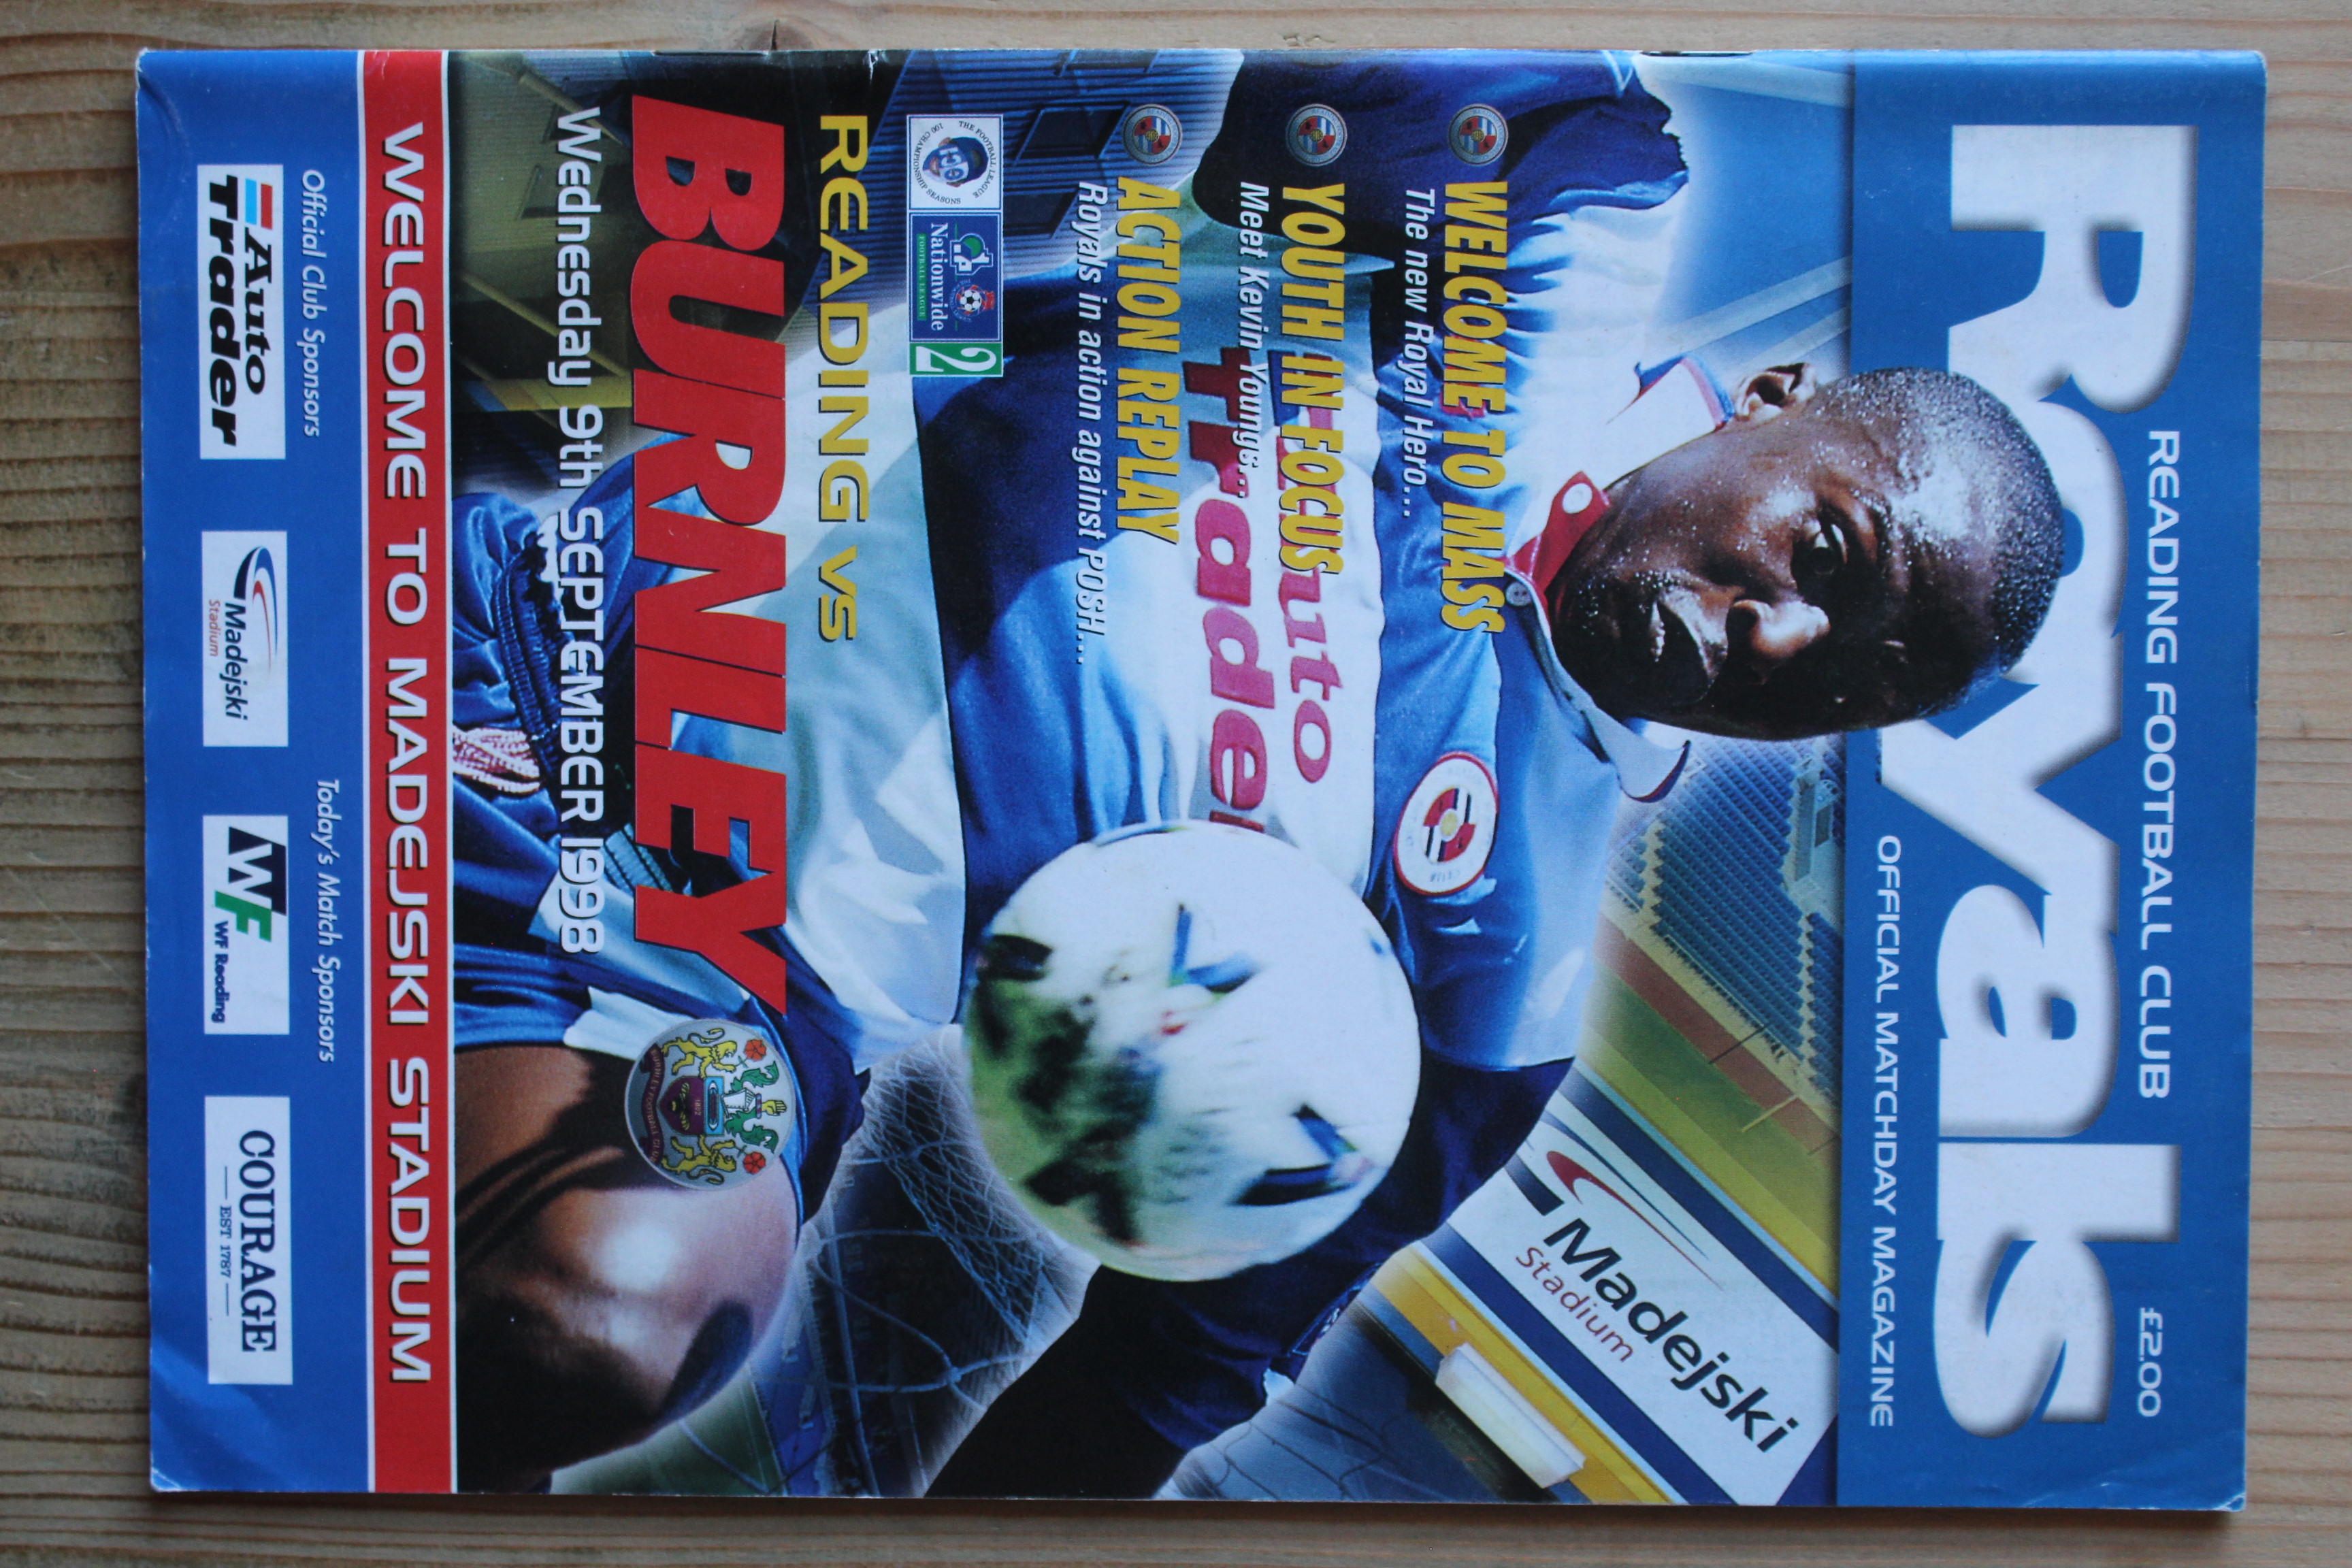 READING FOOTBALL CLUB
£2.00
Royals
OFFICIAL MATCHDAY MAGAZINE
Madejski
Stadium
WELCOME TO MASS
The new Royal Hero...
YOUTH IN FOCUS
Meet Kevin Youngs...
ACTION REPLAY
Royals in action against POSH...
Auto
Trader
THE FOOTBALL LEAGUE
100 CHAMPIONSHIP SEASONS
Nationwide
FOOTBALL LEAGUE
2
READING VS
BURNLEY
BURNLEY FOOTBALL CLUB
Wednesday 9th SEPTEMBER 1998
WELCOME TO MADEJSKI STADIUM
Official Club Sponsors
Today's Match Sponsors
Auto
Trader
Madejski
Stadium
WF
WF Reading
COURAGE
EST 1787